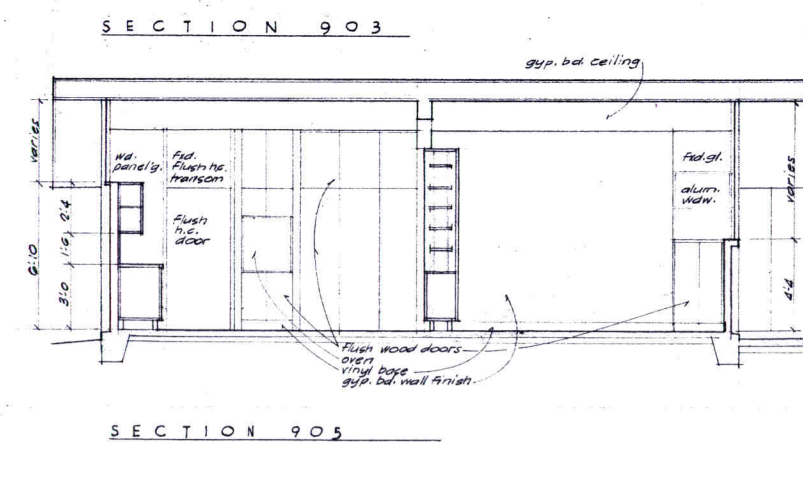 SECTION 903
gyp. bd. ceiling
varies
wd.
panel'g.
fxd.
flush h.c.
transom
fxd. gl.
varies
alum.
wdw.
2'·4
flush
h.c.
door
6'·10
1'·6
3'·0
4'·4
flush wood doors
oven
vinyl base
gyp. bd. wall finish
SECTION 905